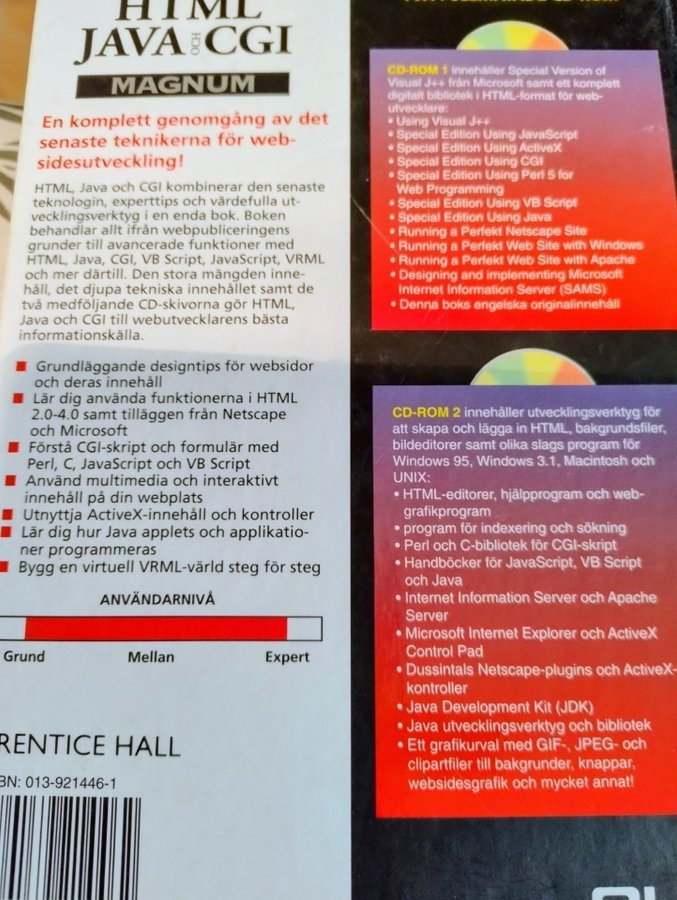 HTML
JAVA OCH CGI
MAGNUM
En komplett genomgång av det
senaste teknikerna för web-
sidesutveckling!
HTML, Java och CGI kombinerar den senaste
teknologin, experttips och värdefulla ut-
vecklingsverktyg i en enda bok. Boken
behandlar allt ifrån webpubliceringens
grunder till avancerade funktioner med
HTML, Java, CGI, VB Script, JavaScript, VRML
och mer därtill. Den stora mängden inne-
håll, det djupa tekniska innehållet samt de
två medföljande CD-skivorna gör HTML,
Java och CGI till webutvecklarens bästa
informationskälla.
Grundläggande designtips för websidor
och deras innehåll
Lär dig använda funktionerna i HTML
2.0-4.0 samt tilläggen från Netscape
och Microsoft
Förstå CGI-skript och formulär med
Perl, C, JavaScript och VB Script
Använd multimedia och interaktivt
innehåll på din webplats
Utnyttja ActiveX-innehåll och kontroller
Lär dig hur Java applets och applikatio-
ner programmeras
Bygg en virtuell VRML-värld steg för steg
ANVÄNDARNIVÅ
Grund Mellan Expert
RENTICE HALL
BN: 013-921446-1
CD-ROM 1 innehåller Special Version of
Visual J++ från Microsoft samt ett komplett
digitalt bibliotek i HTML-format för web-
utvecklare:
• Using Visual J++
• Special Edition Using JavaScript
• Special Edition Using ActiveX
• Special Edition Using CGI
• Special Edition Using Perl 5 for
Web Programming
• Special Edition Using VB Script
• Special Edition Using Java
• Running a Perfekt Netscape Site
• Running a Perfekt Web Site with Windows
• Running a Perfekt Web Site with Apache
• Designing and implementing Microsoft
Internet Information Server (SAMS)
• Denna boks engelska originalinnehåll
CD-ROM 2 innehåller utvecklingsverktyg för
att skapa och lägga in HTML, bakgrundsfiler,
bildeditorer samt olika slags program för
Windows 95, Windows 3.1, Macintosh och
UNIX:
• HTML-editorer, hjälpprogram och web-
grafikprogram
• program för indexering och sökning
• Perl och C-bibliotek för CGI-skript
• Handböcker för JavaScript, VB Script
och Java
• Internet Information Server och Apache
Server
• Microsoft Internet Explorer och ActiveX
Control Pad
• Dussintals Netscape-plugins och ActiveX-
kontroller
• Java Development Kit (JDK)
• Java utvecklingsverktyg och bibliotek
• Ett grafikurval med GIF-, JPEG- och
clipartfiler till bakgrunder, knappar,
websidesgrafik och mycket annat!